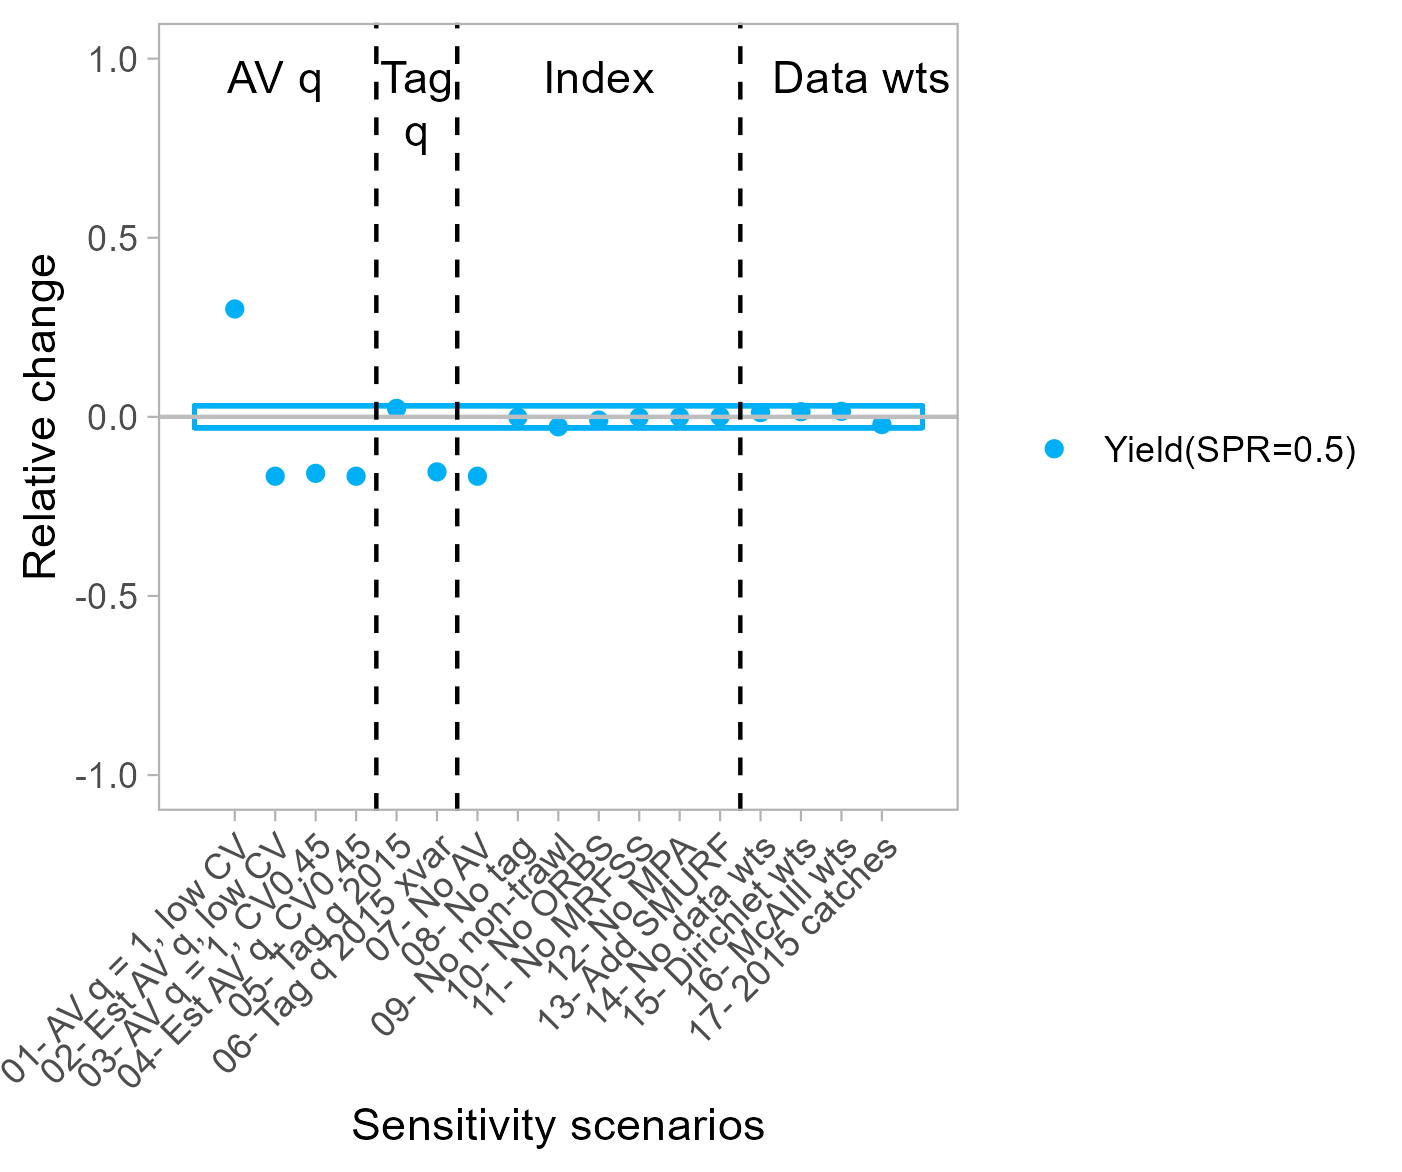 AV q
Tag
q
Index
Data wts
1.0
0.5
0.0
-0.5
-1.0
Relative change
01- AV q = 1, low CV
02- Est AV q, low CV
03- AV q = 1, CV0.45
04- Est AV q, CV0.45
05- Tag q 2015
06- Tag q 2015 xvar
07- No AV
08- No tag
09- No non-trawl
10- No ORBS
11- No MRFSS
12- No MPA
13- Add SMURF
14- No data wts
15- Dirichlet wts
16- McAlll wts
17- 2015 catches
Sensitivity scenarios
Yield(SPR=0.5)